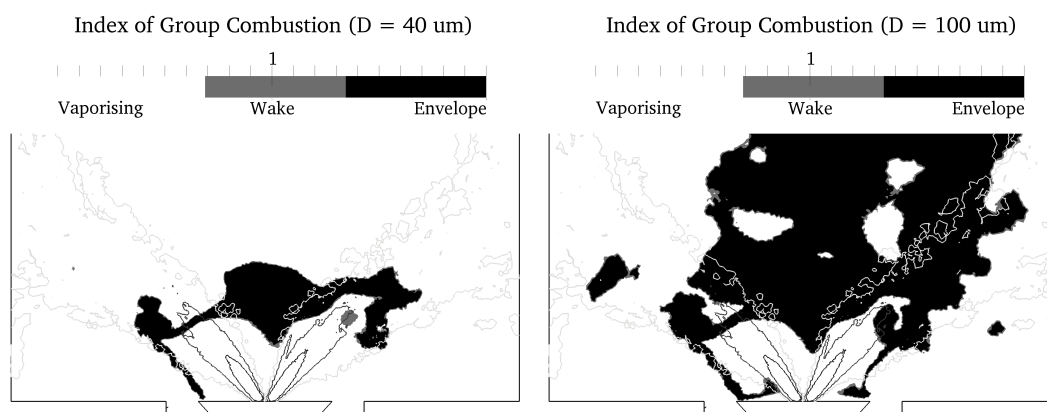 Index of Group Combustion (D = 40 um)
1
Vaporising Wake Envelope
Index of Group Combustion (D = 100 um)
1
Vaporising Wake Envelope